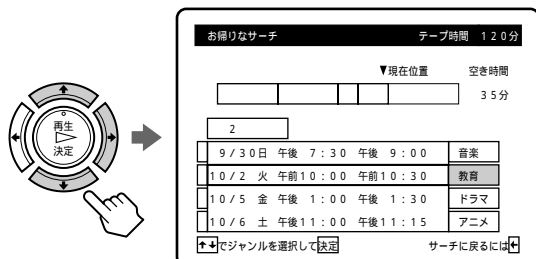 お帰りなサーチ テープ時間 120分
▼現在位置 空き時間
35分
再生
決定
2
9/30日 午後 7:30 午後 9:00 音楽
10/2 火 午前10:00 午前10:30 教育
10/5 金 午後 1:00 午後 1:30 ドラマ
10/6 土 午後11:00 午後11:15 アニメ
↑↓でジャンルを選択して決定 サーチに戻るには←